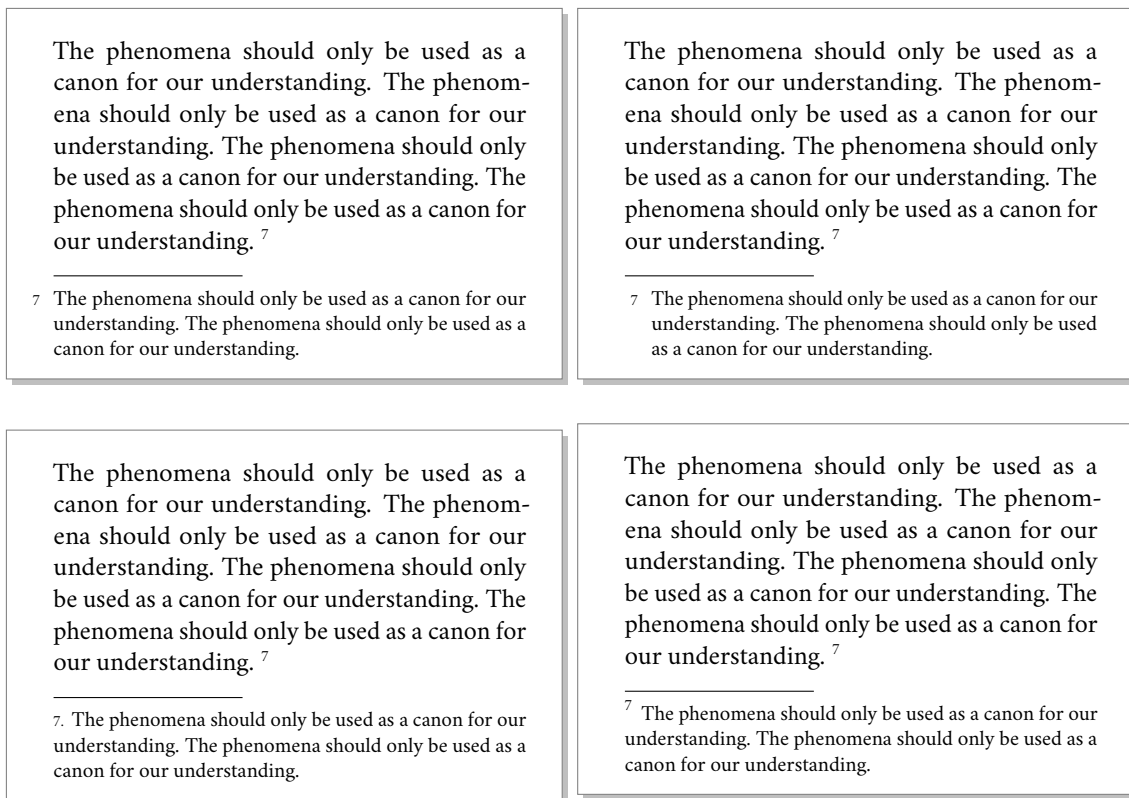 The phenomena should only be used as a
canon for our understanding. The phenom-
ena should only be used as a canon for our
understanding. The phenomena should only
be used as a canon for our understanding. The
phenomena should only be used as a canon for
our understanding. 7
7 The phenomena should only be used as a canon for our
understanding. The phenomena should only be used as a
canon for our understanding.
The phenomena should only be used as a
canon for our understanding. The phenom-
ena should only be used as a canon for our
understanding. The phenomena should only
be used as a canon for our understanding. The
phenomena should only be used as a canon for
our understanding. 7
7 The phenomena should only be used as a canon for our
understanding. The phenomena should only be used
as a canon for our understanding.
The phenomena should only be used as a
canon for our understanding. The phenom-
ena should only be used as a canon for our
understanding. The phenomena should only
be used as a canon for our understanding. The
phenomena should only be used as a canon for
our understanding. 7
7. The phenomena should only be used as a canon for our
understanding. The phenomena should only be used as a
canon for our understanding.
The phenomena should only be used as a
canon for our understanding. The phenom-
ena should only be used as a canon for our
understanding. The phenomena should only
be used as a canon for our understanding. The
phenomena should only be used as a canon for
our understanding. 7
7 The phenomena should only be used as a canon for our
understanding. The phenomena should only be used as a
canon for our understanding.